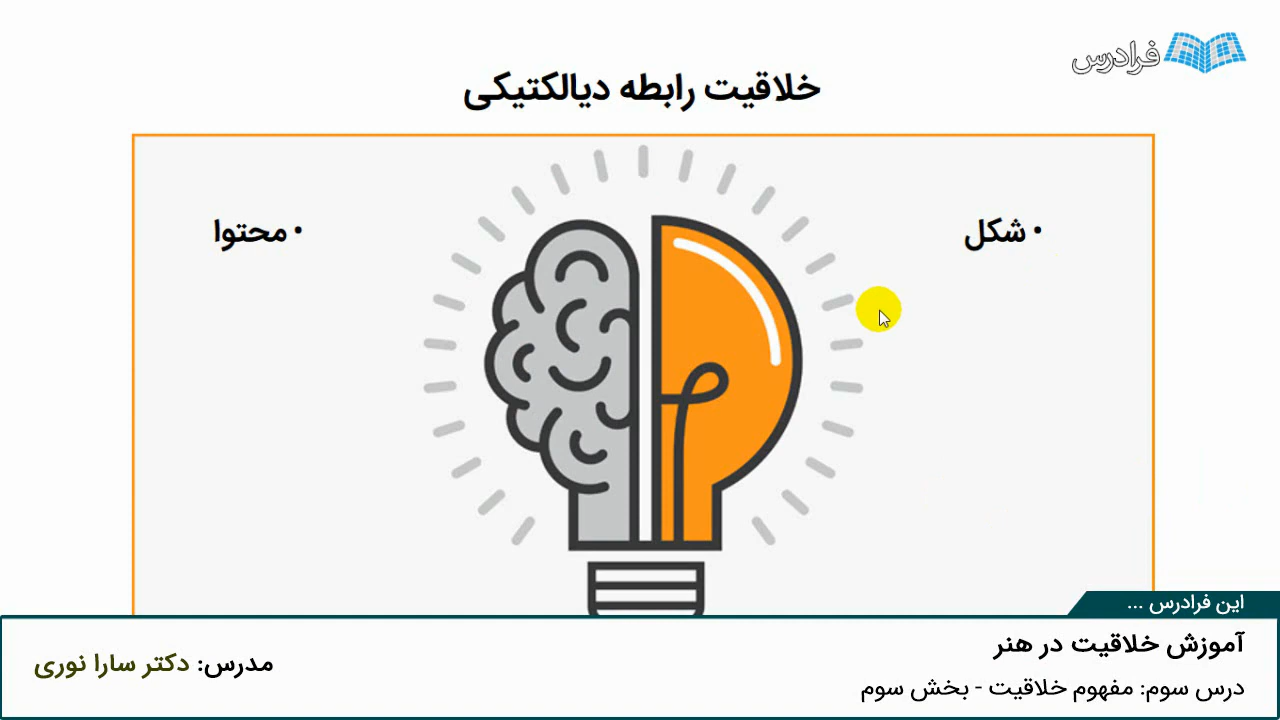 فرادرس
خلاقیت رابطه دیالکتیکی
• شکل
• محتوا
این فرادرس ...
آموزش خلاقیت در هنر
مدرس: دکتر سارا نوری
درس سوم: مفهوم خلاقیت - بخش سوم